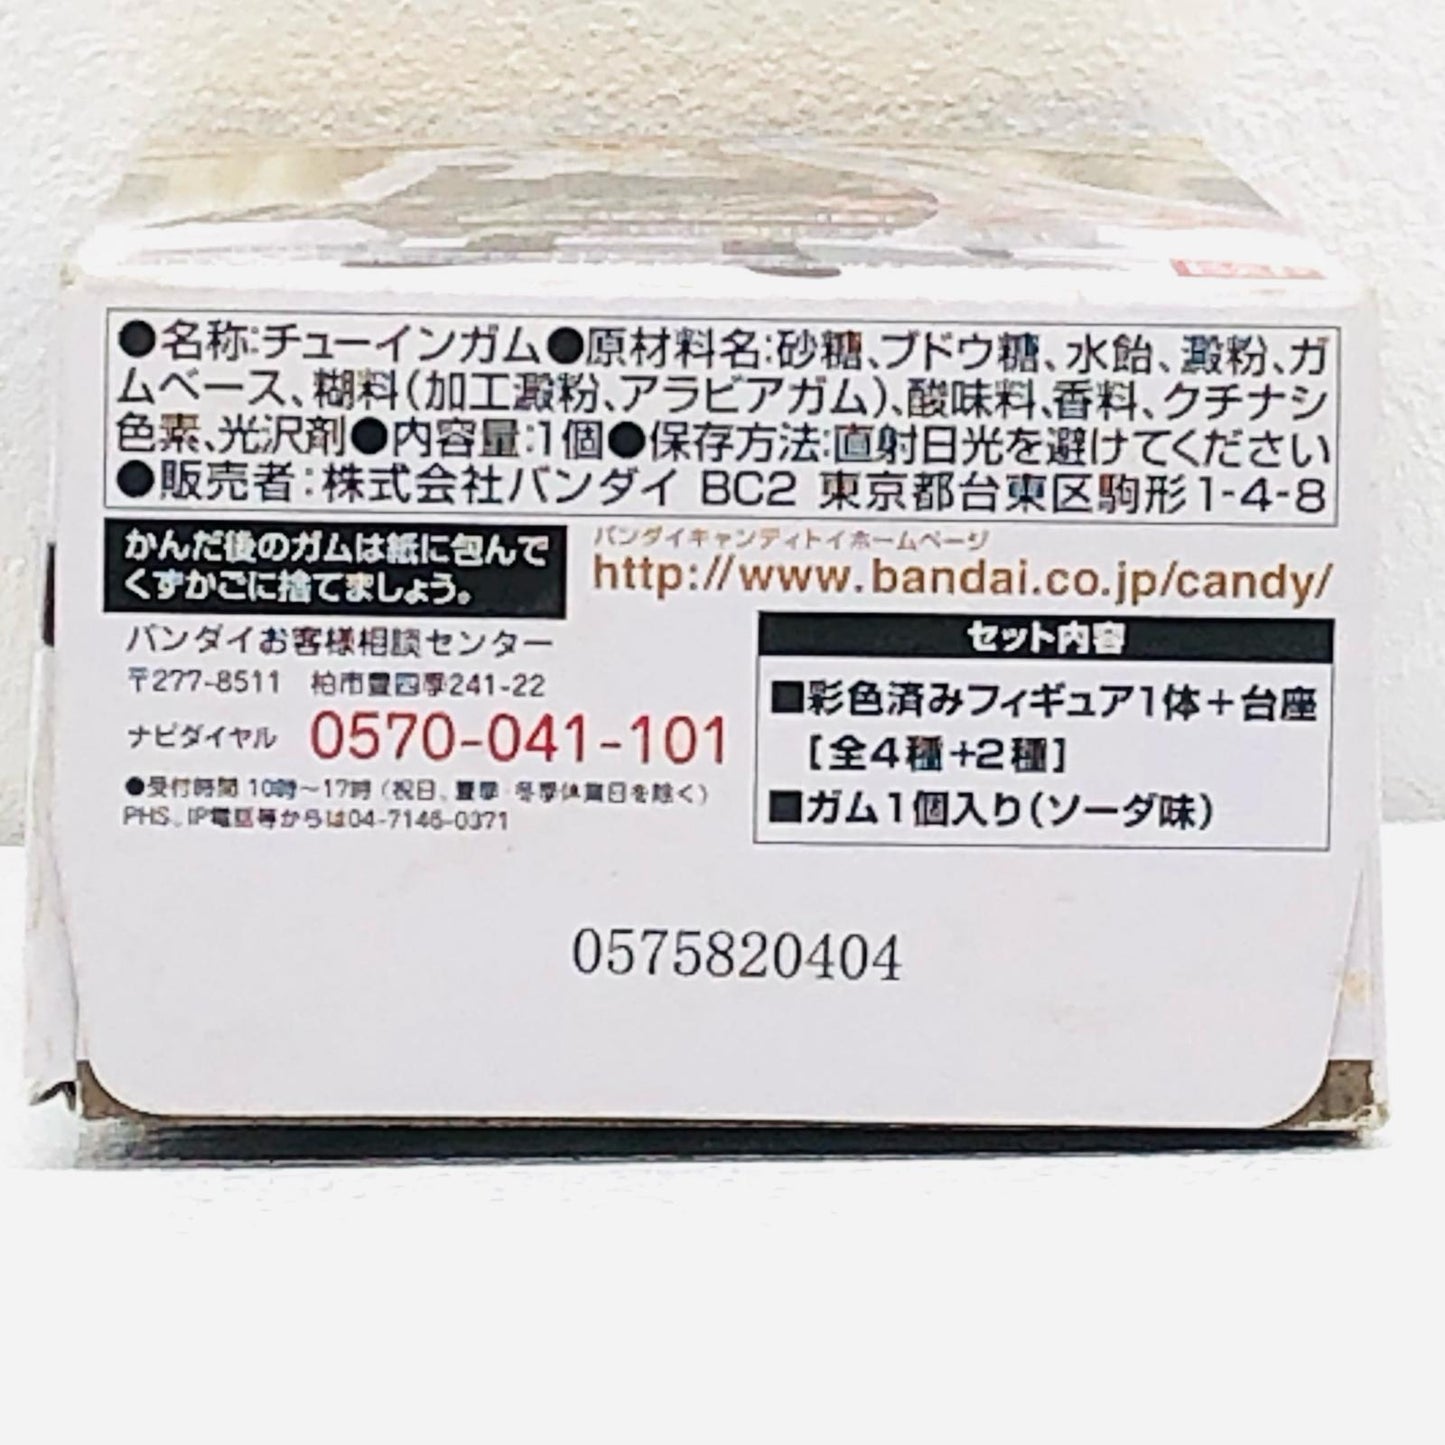 ●名称:チューインガム●原材料名:砂糖、ブドウ糖、水飴、澱粉、ガ
ムベース、糊料(加工澱粉、アラビアガム)、酸味料、香料、クチナシ
色素、光沢剤●内容量:1個●保存方法:直射日光を避けてください
●販売者:株式会社バンダイ BC2 東京都台東区駒形1-4-8
かんだ後のガムは紙に包んで
くずかごに捨てましょう。
バンダイキャンディトイホームページ
http://www.bandai.co.jp/candy/
バンダイお客様相談センター
〒277-8511 柏市豊四季241-22
ナビダイヤル 0570-041-101
●受付時間 10時〜17時(祝日、夏季・冬季休業日を除く)
PHS、IP電話等からは04-7146-0371
セット内容
■彩色済みフィギュア1体+台座
[全4種+2種]
■ガム1個入り(ソーダ味)
0575820404